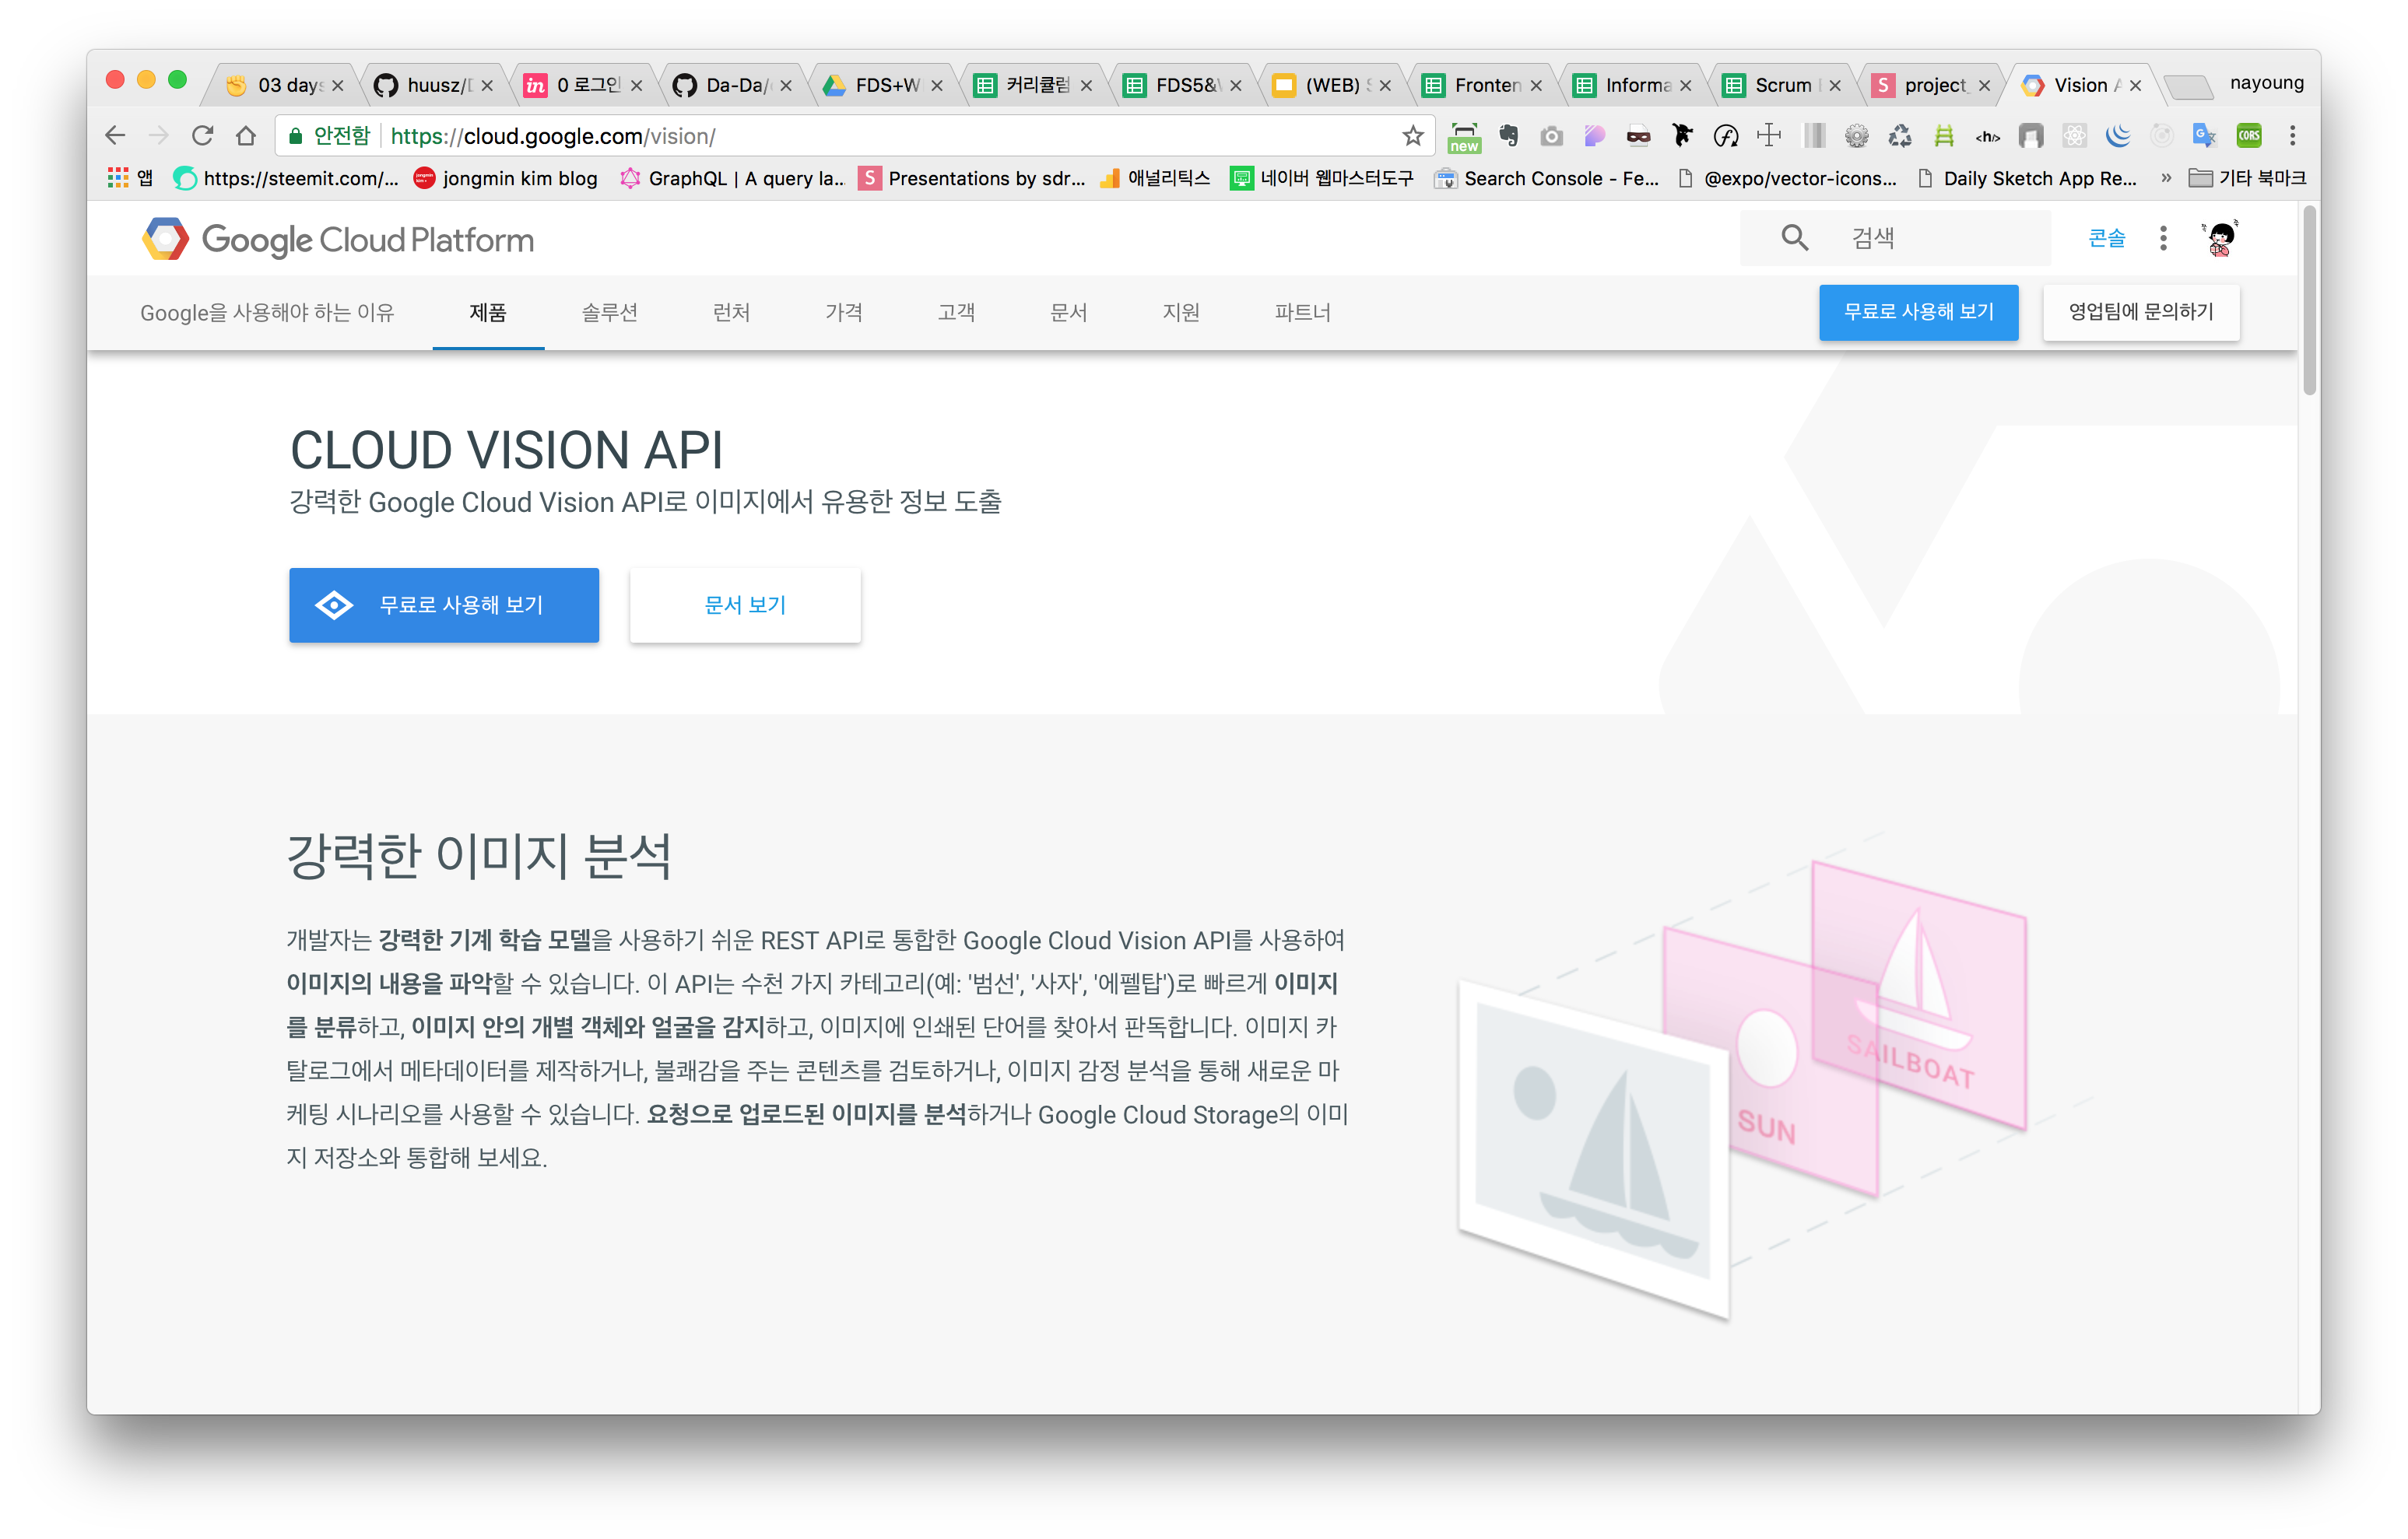 03 days
huusz/D
in 0 로그인
Da-Da/
FDS+W
커리큘럼
FDS5&W
(WEB) S
Fronten
Informa
Scrum
S project_
Vision A
nayoung
안전함 https://cloud.google.com/vision/
new
<h/>
CORS
앱
https://steemit.com/...
jongmin kim blog
GraphQL | A query la...
S Presentations by sdr...
애널리틱스
네이버 웹마스터도구
Search Console - Fe...
@expo/vector-icons...
Daily Sketch App Re...
»
기타 북마크
Google Cloud Platform
검색
콘솔
Google을 사용해야 하는 이유
제품
솔루션
런처
가격
고객
문서
지원
파트너
무료로 사용해 보기
영업팀에 문의하기
CLOUD VISION API
강력한 Google Cloud Vision API로 이미지에서 유용한 정보 도출
무료로 사용해 보기
문서 보기
강력한 이미지 분석
개발자는 강력한 기계 학습 모델을 사용하기 쉬운 REST API로 통합한 Google Cloud Vision API를 사용하여
이미지의 내용을 파악할 수 있습니다. 이 API는 수천 가지 카테고리(예: '범선', '사자', '에펠탑')로 빠르게 이미지
를 분류하고, 이미지 안의 개별 객체와 얼굴을 감지하고, 이미지에 인쇄된 단어를 찾아서 판독합니다. 이미지 카
탈로그에서 메타데이터를 제작하거나, 불쾌감을 주는 콘텐츠를 검토하거나, 이미지 감정 분석을 통해 새로운 마
케팅 시나리오를 사용할 수 있습니다. 요청으로 업로드된 이미지를 분석하거나 Google Cloud Storage의 이미
지 저장소와 통합해 보세요.
SAILBOAT
SUN